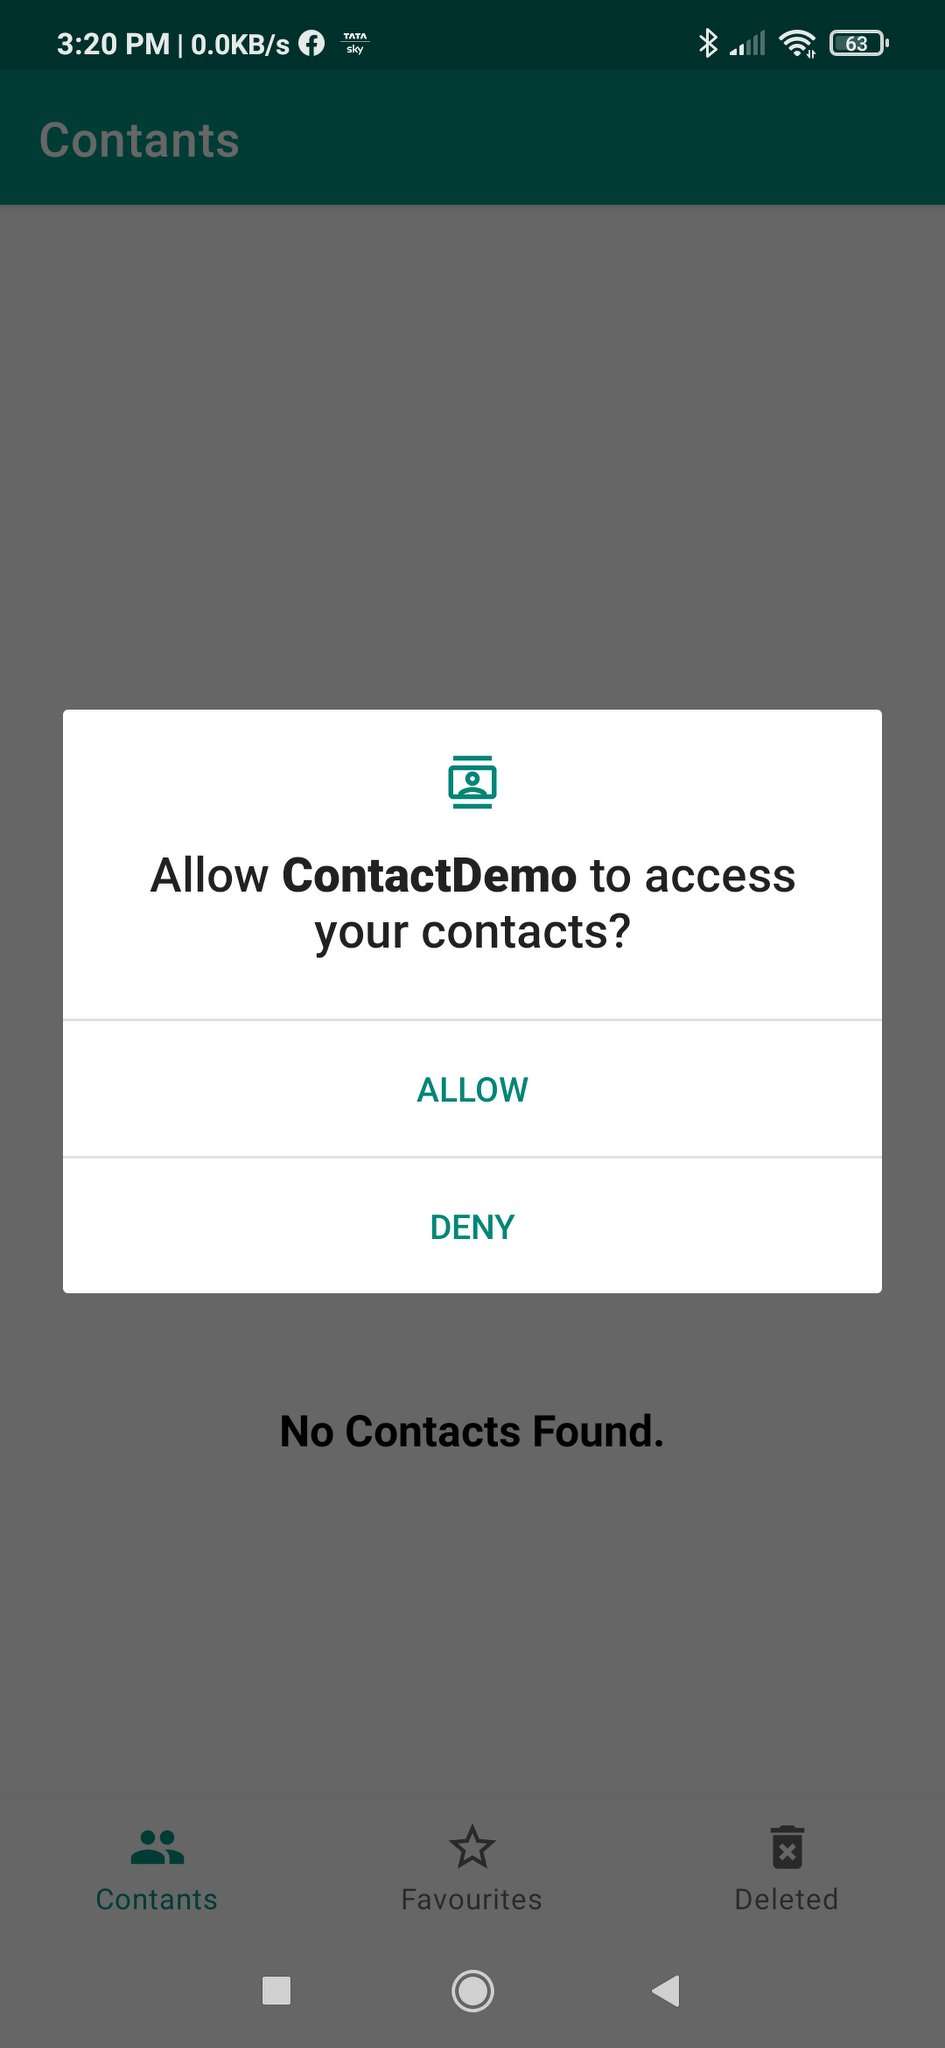 3:20 PM | 0.0KB/s TATA sky 63
Contants
Allow ContactDemo to access
your contacts?
ALLOW
DENY
No Contacts Found.
Contants Favourites Deleted